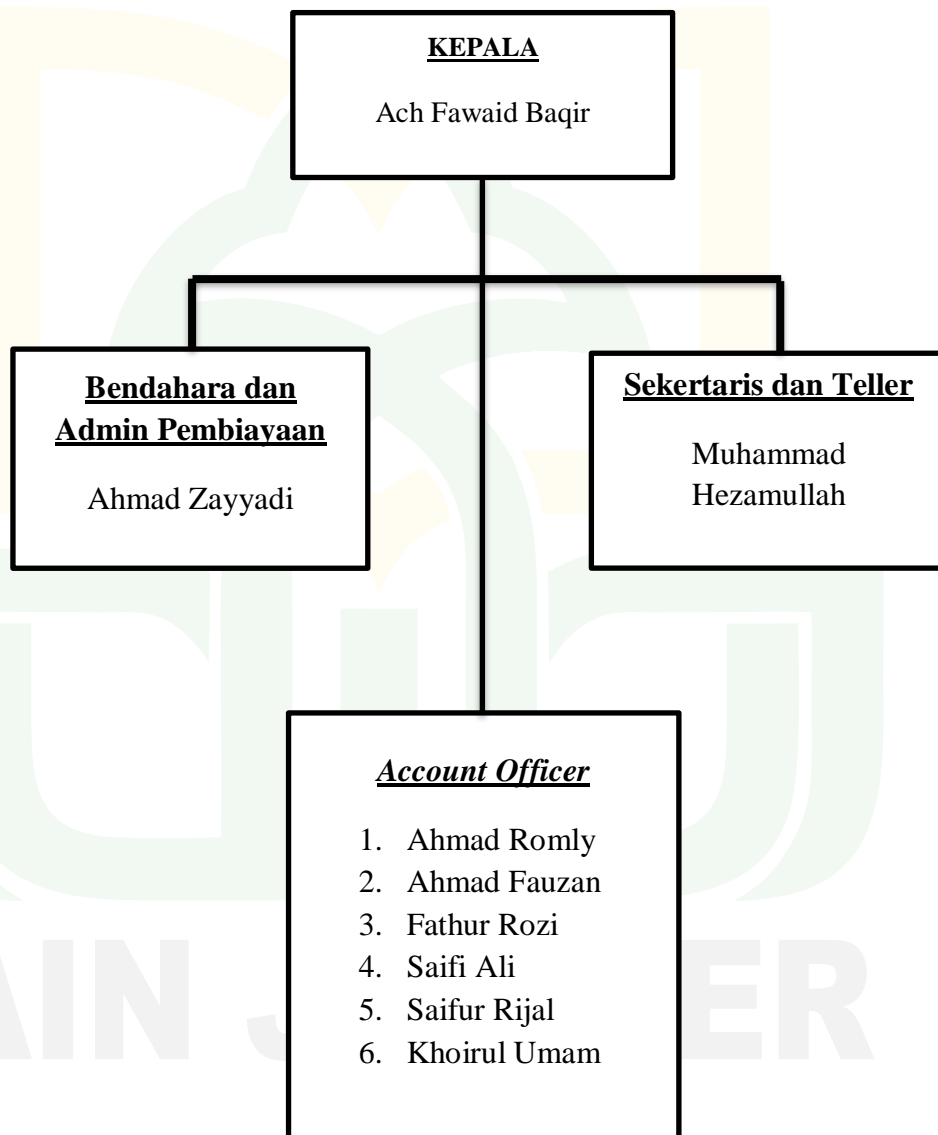 KEPALA
Ach Fawaid Baqir
Bendahara dan
Admin Pembiayaan
Ahmad Zayyadi
Sekertaris dan Teller
Muhammad
Hezamullah
Account Officer
1. Ahmad Romly
2. Ahmad Fauzan
3. Fathur Rozi
4. Saifi Ali
5. Saifur Rijal
6. Khoirul Umam